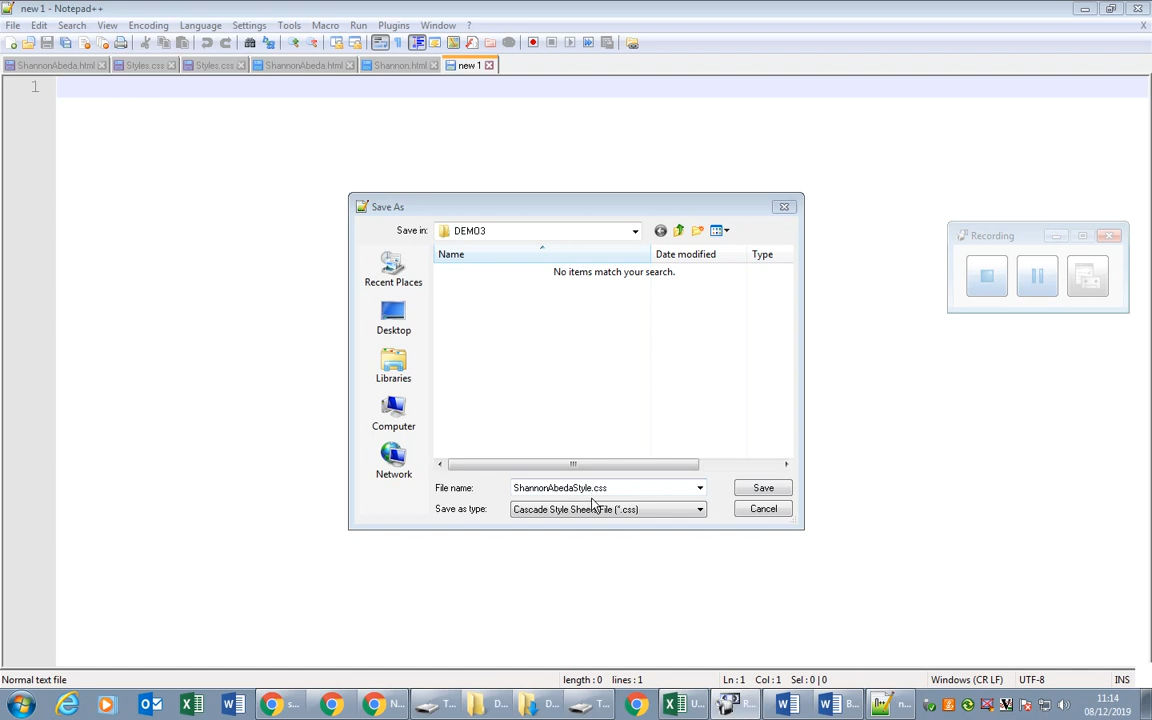 new 1 - Notepad++
File Edit Search View Encoding Language Settings Tools Macro Run Plugins Window ? X
ShannonAbeda.html Styles.css Styles.css ShannonAbeda.html Shannon.html new 1
1
Save As
Save in: DEMO3
Name Date modified Type
No items match your search.
Recent Places
Desktop
Libraries
Computer
Network
File name: ShannonAbedaStyle.css Save
Save as type: Cascade Style Sheets File (*.css) Cancel
Recording
Normal text file length : 0 lines : 1 Ln : 1 Col : 1 Sel : 0 | 0 Windows (CR LF) UTF-8 INS
s... N... T... D... D... T... U... R... B... n...
11:14
08/12/2019